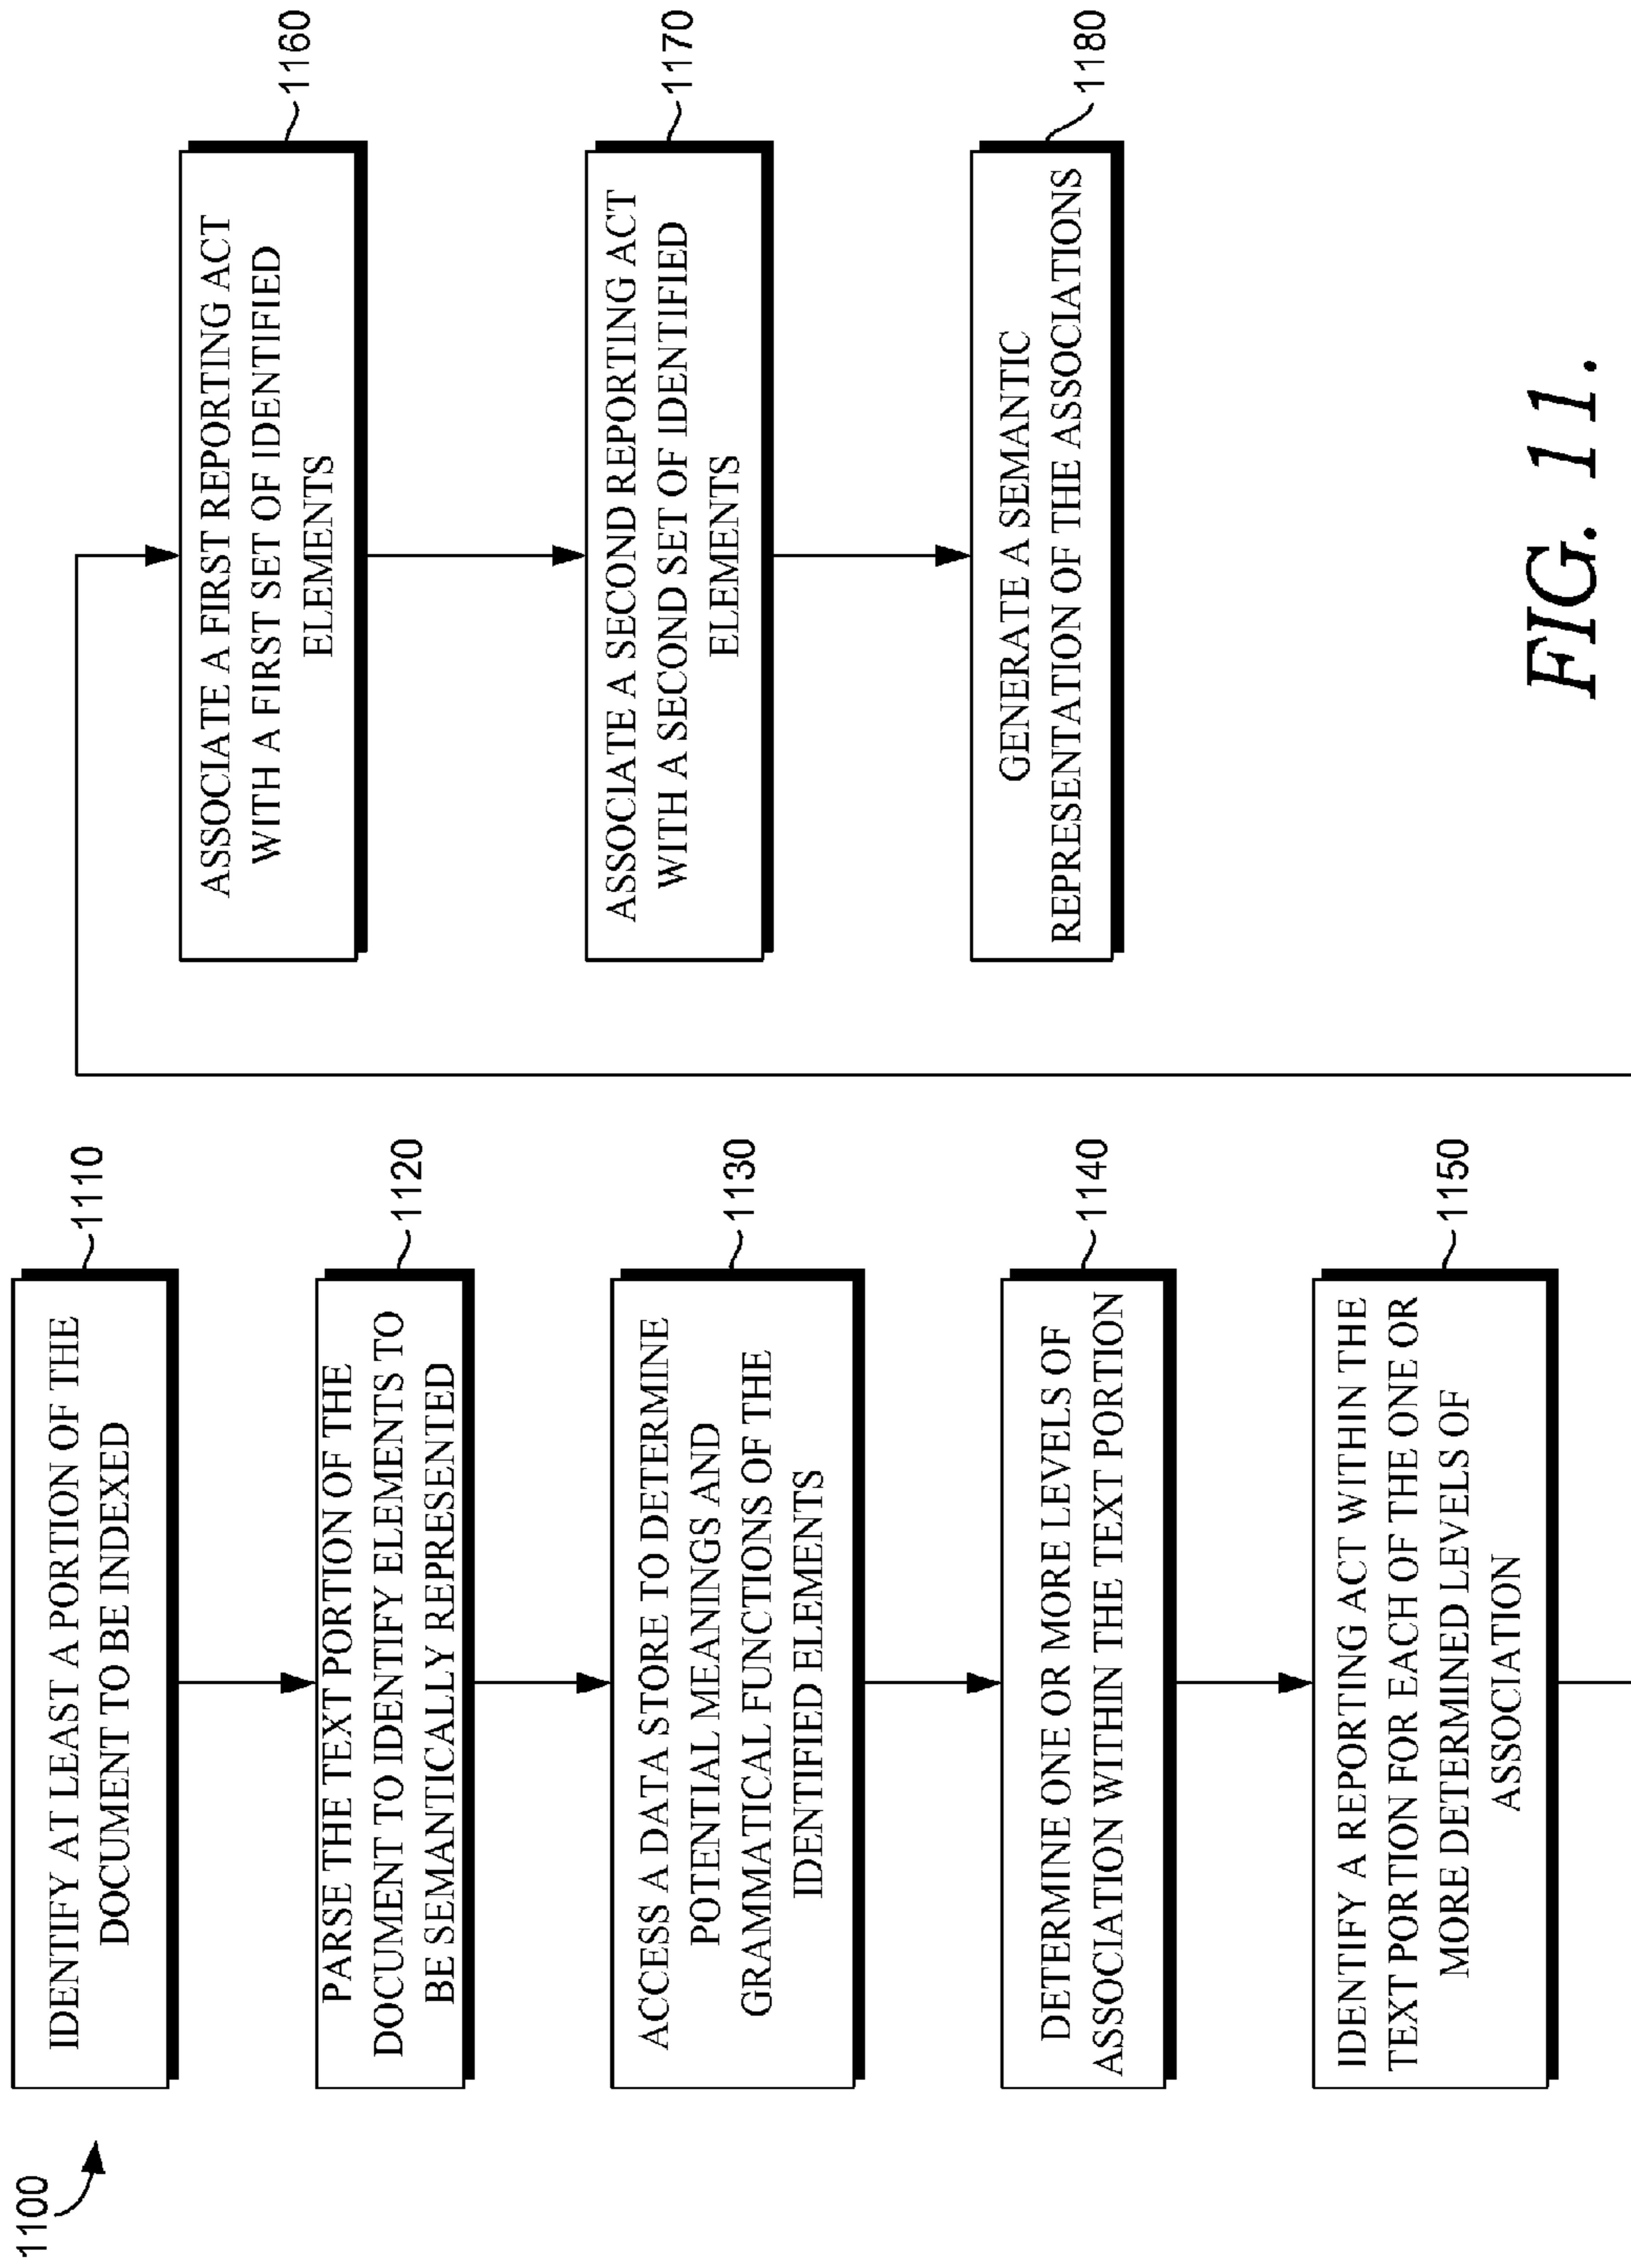 1100
IDENTIFY AT LEAST A PORTION OF THE
DOCUMENT TO BE INDEXED
1110
PARSE THE TEXT PORTION OF THE
DOCUMENT TO IDENTIFY ELEMENTS TO
BE SEMANTICALLY REPRESENTED
1120
ACCESS A DATA STORE TO DETERMINE
POTENTIAL MEANINGS AND
GRAMMATICAL FUNCTIONS OF THE
IDENTIFIED ELEMENTS
1130
DETERMINE ONE OR MORE LEVELS OF
ASSOCIATION WITHIN THE TEXT PORTION
1140
IDENTIFY A REPORTING ACT WITHIN THE
TEXT PORTION FOR EACH OF THE ONE OR
MORE DETERMINED LEVELS OF
ASSOCIATION
1150
ASSOCIATE A FIRST REPORTING ACT
WITH A FIRST SET OF IDENTIFIED
ELEMENTS
1160
ASSOCIATE A SECOND REPORTING ACT
WITH A SECOND SET OF IDENTIFIED
ELEMENTS
1170
GENERATE A SEMANTIC
REPRESENTATION OF THE ASSOCIATIONS
1180
FIG. 11.